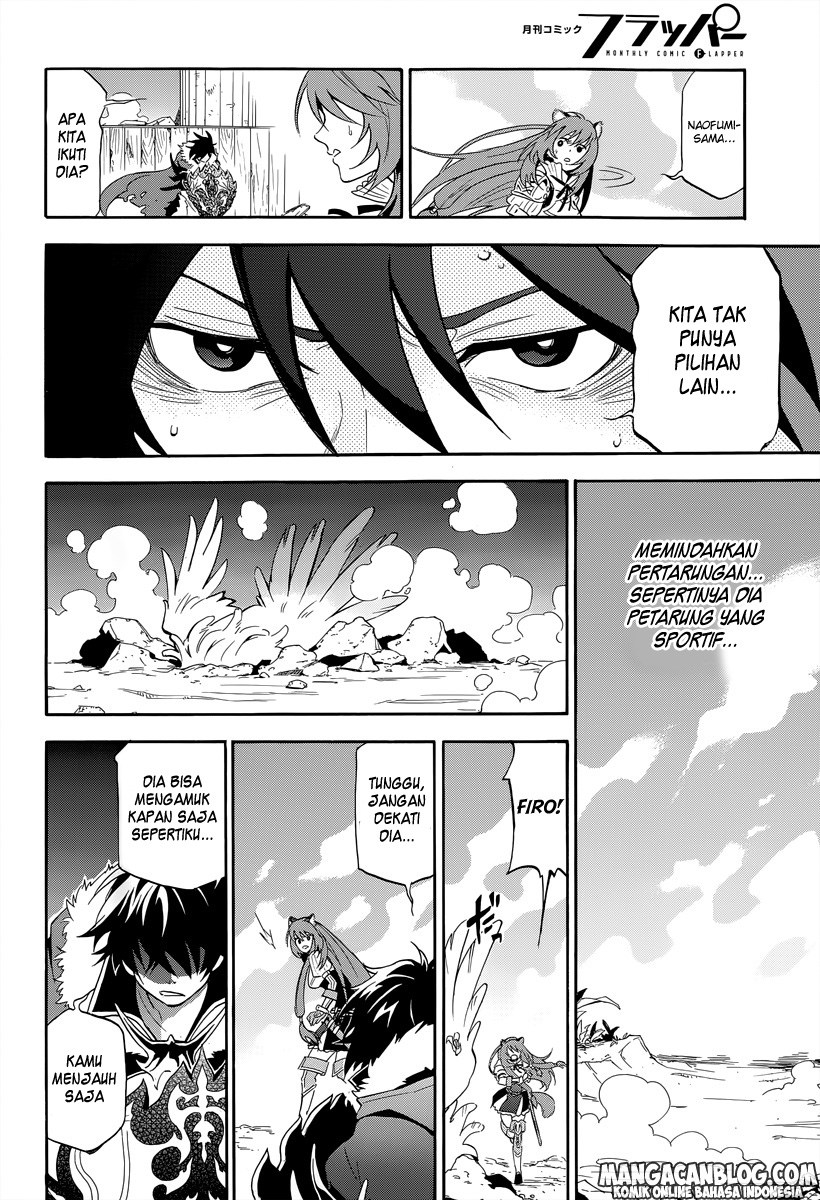 月刊コミック フラッパー
MONTHLY COMIC FLAPPER
NAOFUMI-
SAMA...
APA
KITA
IKUTI
DIA?
KITA TAK
PUNYA
PILIHAN
LAIN...
MEMINDAHKAN
PERTARUNGAN...
SEPERTINYA DIA
PETARUNG YANG
SPORTIF...
FIRO!
ドッ
TUNGGU,
JANGAN
DEKATI
DIA...
DIA BISA
MENGAMUK
KAPAN SAJA
SEPERTIKU...
KAMU
MENJAUH
SAJA
MANGACANBLOG.COM
KOMIK ONLINE BAHASA INDONESIA